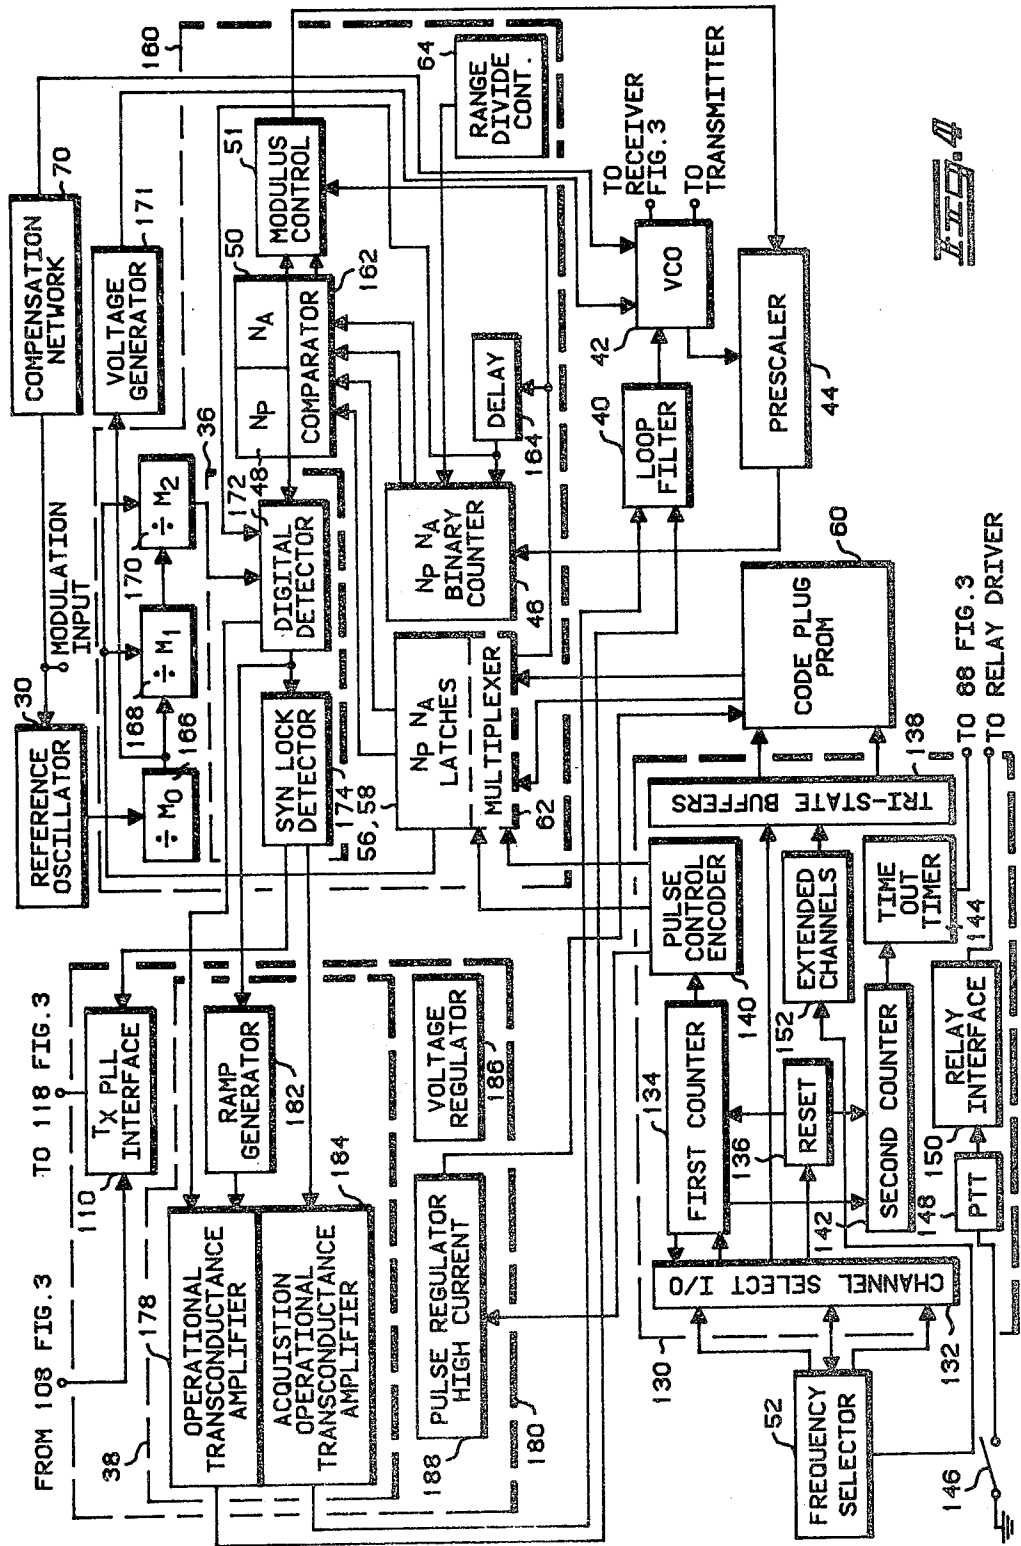 FROM 108 FIG.3
TO 118 FIG.3
38
178
110
TX PLL
INTERFACE
OPERATIONAL
TRANSCONDUCTANCE
AMPLIFIER
ACQUISTION
OPERATIONAL
TRANSCONDUCTANCE
AMPLIFIER
184
RAMP
GENERATOR
182
PULSE REGULATOR
HIGH CURRENT
188
VOLTAGE
REGULATOR
186
180
REFERENCE
OSCILLATOR
30
MODULATION
INPUT
COMPENSATION
NETWORK
70
VOLTAGE
GENERATOR
171
160
÷ M0
166
168
÷ M1
170
÷ M2
36
SYN LOCK
DETECTOR
174
DIGITAL
DETECTOR
172
48
NP
NA
COMPARATOR
50
162
MODULUS
CONTROL
51
RANGE
DIVIDE
CONT.
64
56,58
NP NA
LATCHES
MULTIPLEXER
62
NP NA
BINARY
COUNTER
46
DELAY
164
LOOP
FILTER
40
VCO
42
TO
RECEIVER
FIG.3
TO
TRANSMITTER
PRESCALER
44
52
FREQUENCY
SELECTOR
130
132
CHANNEL SELECT I/O
134
FIRST COUNTER
136
RESET
PULSE
CONTROL
ENCODER
140
142
SECOND COUNTER
152
EXTENDED
CHANNELS
TIME
OUT
TIMER
TRI-STATE BUFFERS
138
CODE PLUG
PROM
60
146
148
PTT
150
RELAY
INTERFACE
144
TO 88 FIG.3
TO RELAY DRIVER
FIG.4